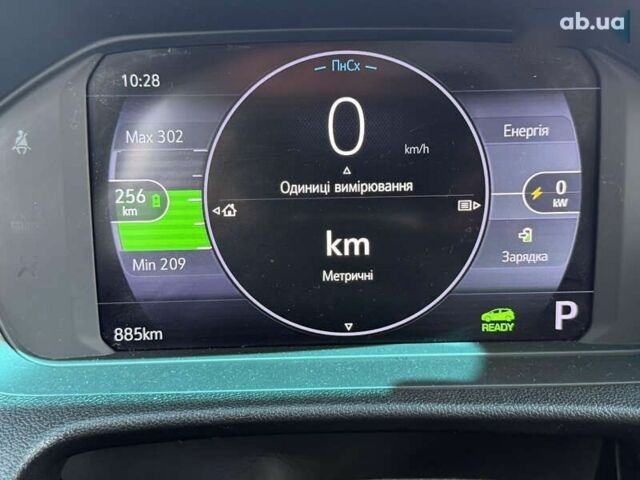 ab.ua
ПнСх
10:28
Max 302
0
km/h
Енергія
Одиниці вимірювання
256
km
0
kW
km
Метричні
Min 209
Зарядка
885km
READY
P